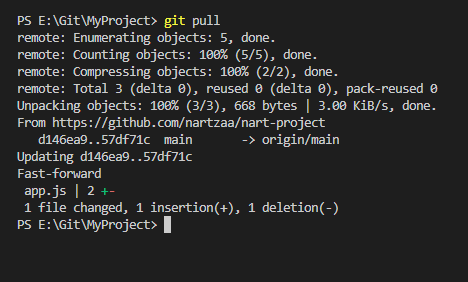 PS E:\Git\MyProject> git pull
remote: Enumerating objects: 5, done.
remote: Counting objects: 100% (5/5), done.
remote: Compressing objects: 100% (2/2), done.
remote: Total 3 (delta 0), reused 0 (delta 0), pack-reused 0
Unpacking objects: 100% (3/3), 668 bytes | 3.00 KiB/s, done.
From https://github.com/nartzaa/nart-project
   d146ea9..57df71c  main       -> origin/main
Updating d146ea9..57df71c
Fast-forward
 app.js | 2 +-
 1 file changed, 1 insertion(+), 1 deletion(-)
PS E:\Git\MyProject>